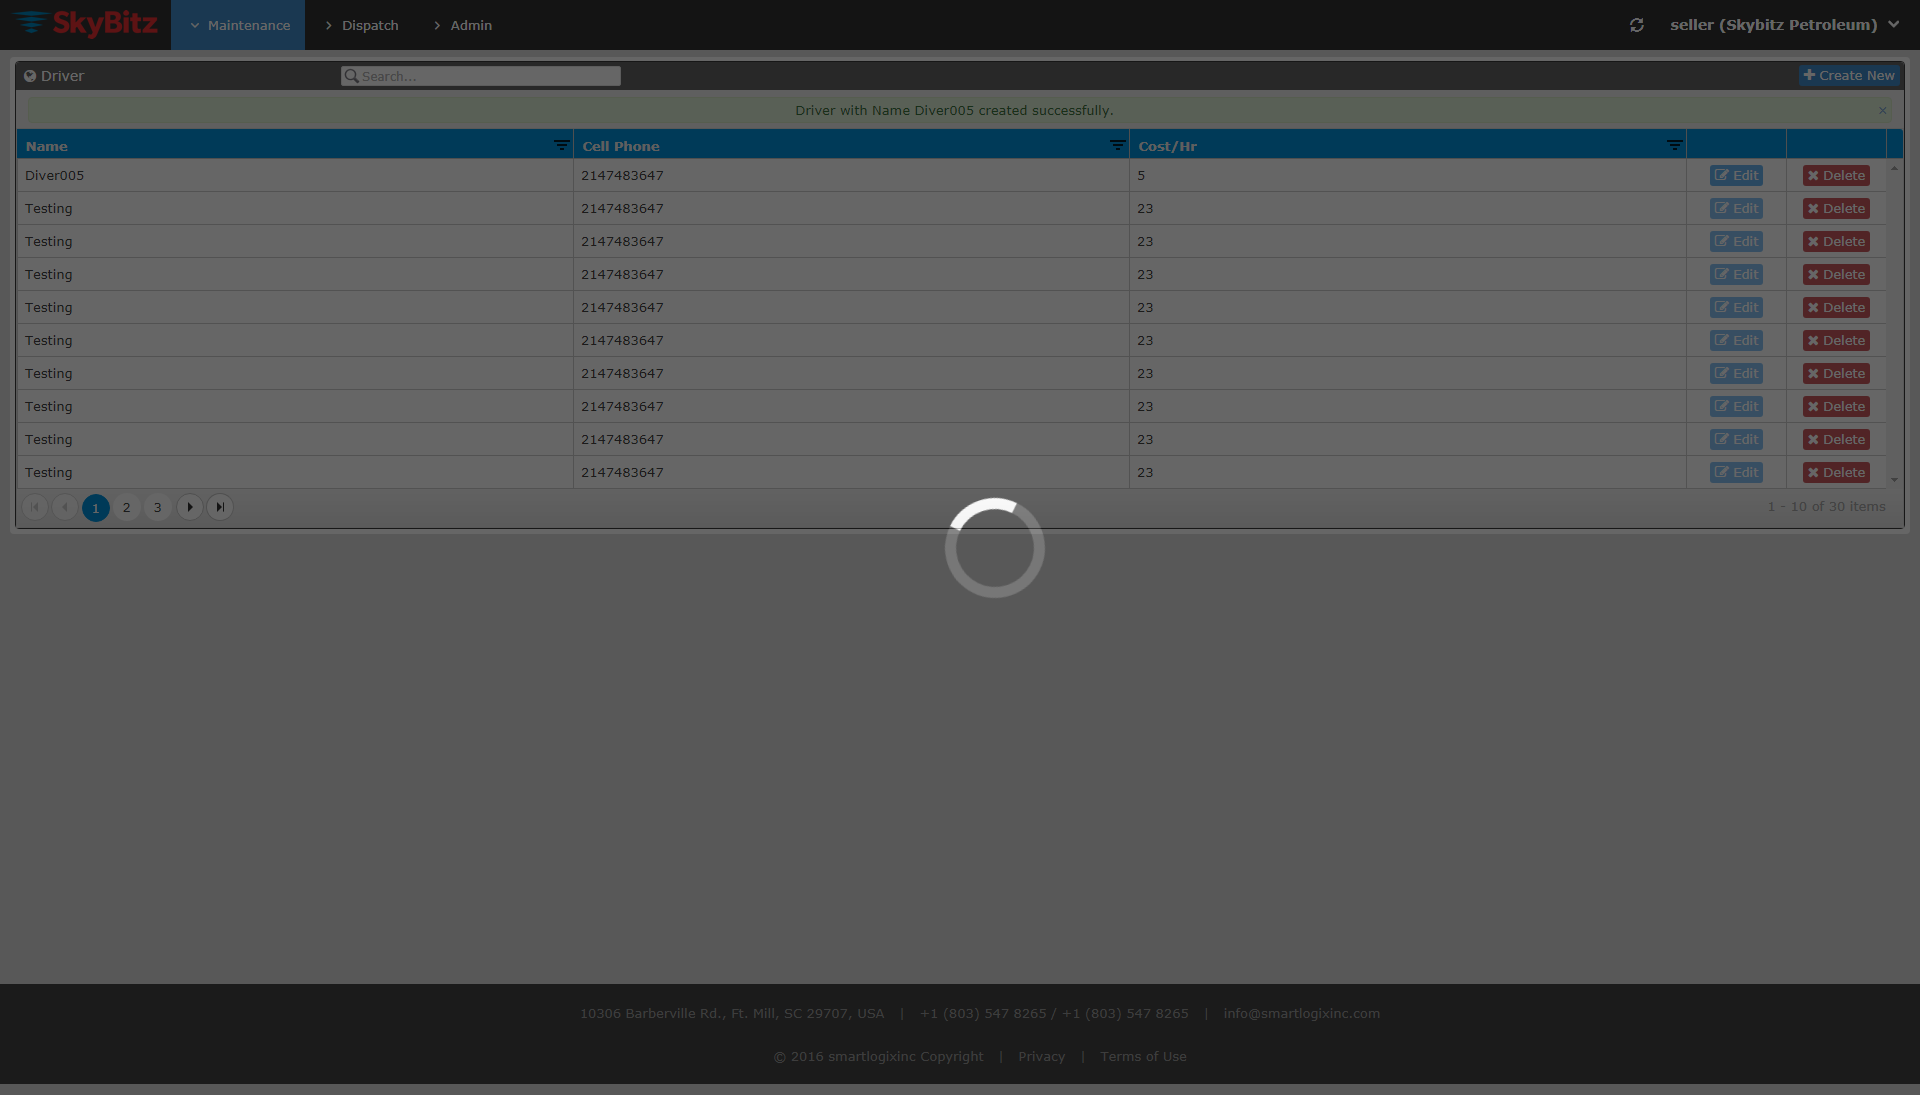 SkyBitz Maintenance Dispatch Admin seller (Skybitz Petroleum)
Driver Search... Create New
Driver with Name Diver005 created successfully. ×
Name Cell Phone Cost/Hr
Diver005 2147483647 5 Edit Delete
Testing 2147483647 23 Edit Delete
Testing 2147483647 23 Edit Delete
Testing 2147483647 23 Edit Delete
Testing 2147483647 23 Edit Delete
Testing 2147483647 23 Edit Delete
Testing 2147483647 23 Edit Delete
Testing 2147483647 23 Edit Delete
Testing 2147483647 23 Edit Delete
Testing 2147483647 23 Edit Delete
1 2 3 1 - 10 of 30 items
10306 Barberville Rd., Ft. Mill, SC 29707, USA | +1 (803) 547 8265 / +1 (803) 547 8265 | info@smartlogixinc.com
© 2016 smartlogixinc Copyright | Privacy | Terms of Use